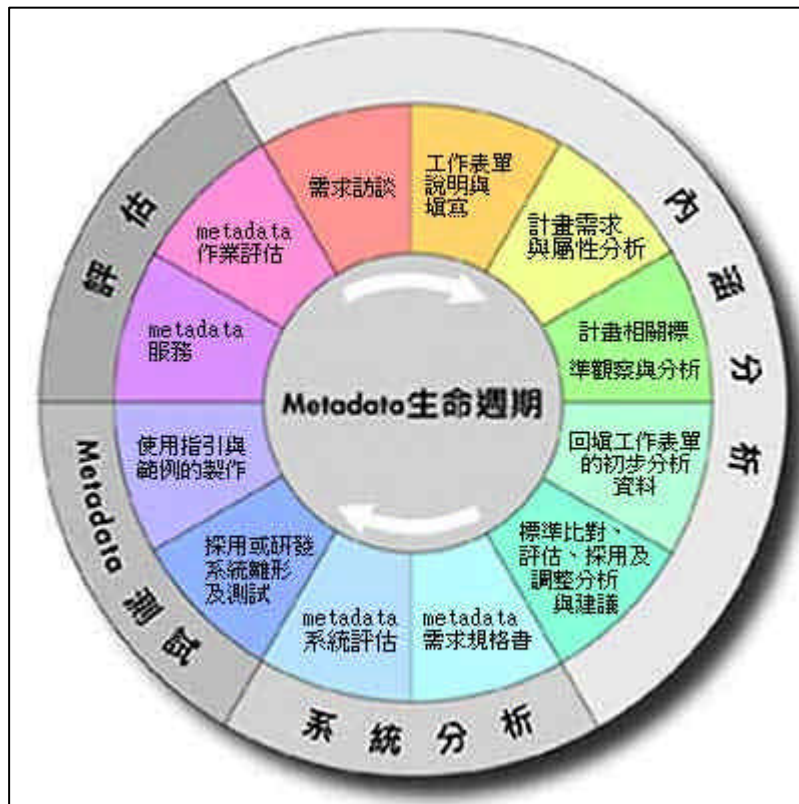 Metadata生命週期
需求訪談
工作表單
說明與
填寫
計畫需求
與屬性分析
計畫相關標
準觀察與分析
回填工作表單
的初步分析
資料
標準比對、
評估、採用及
調整分析
與建議
metadata
需求規格書
metadata
系統評估
採用或研發
系統雛形
及測試
使用指引與
範例的製作
metadata
服務
metadata
作業評估
內涵分析
系統分析
Metadata 測試
評估